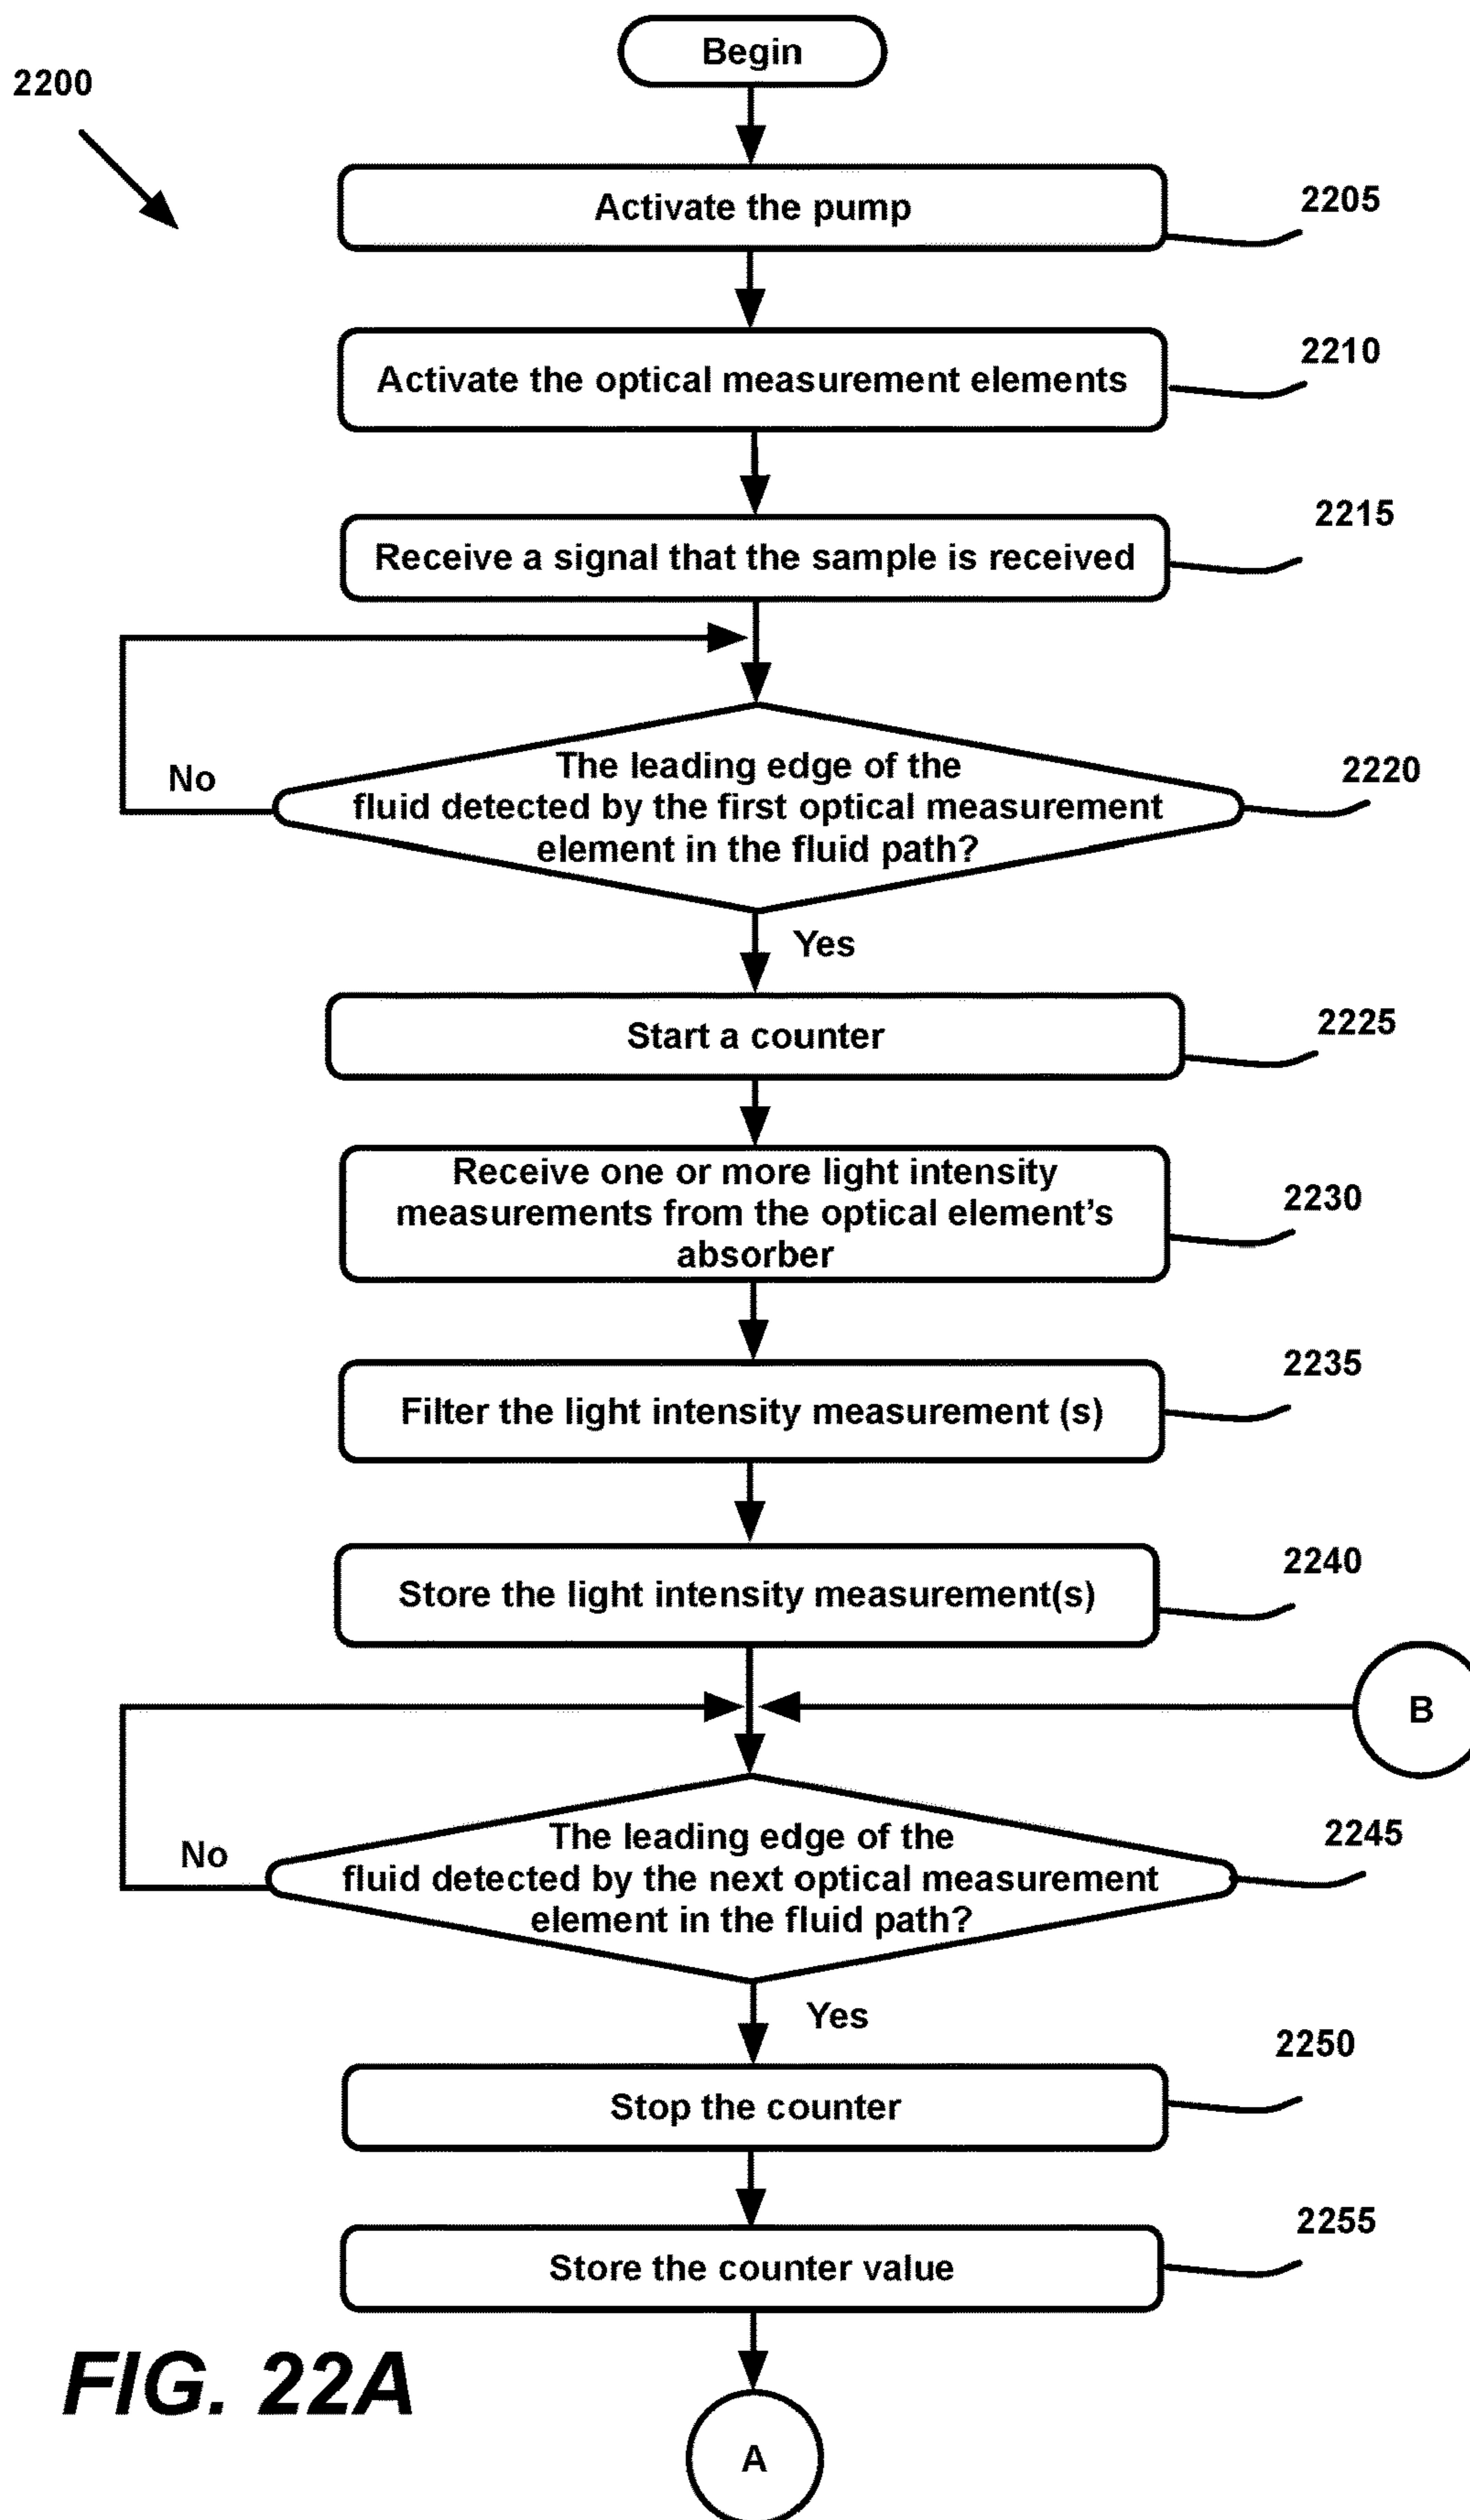 Begin
2200
Activate the pump
2205
Activate the optical measurement elements
2210
Receive a signal that the sample is received
2215
The leading edge of the
fluid detected by the first optical measurement
element in the fluid path?
2220
No
Yes
Start a counter
2225
Receive one or more light intensity
measurements from the optical element's
absorber
2230
Filter the light intensity measurement (s)
2235
Store the light intensity measurement(s)
2240
B
The leading edge of the
fluid detected by the next optical measurement
element in the fluid path?
2245
No
Yes
Stop the counter
2250
Store the counter value
2255
FIG. 22A
A